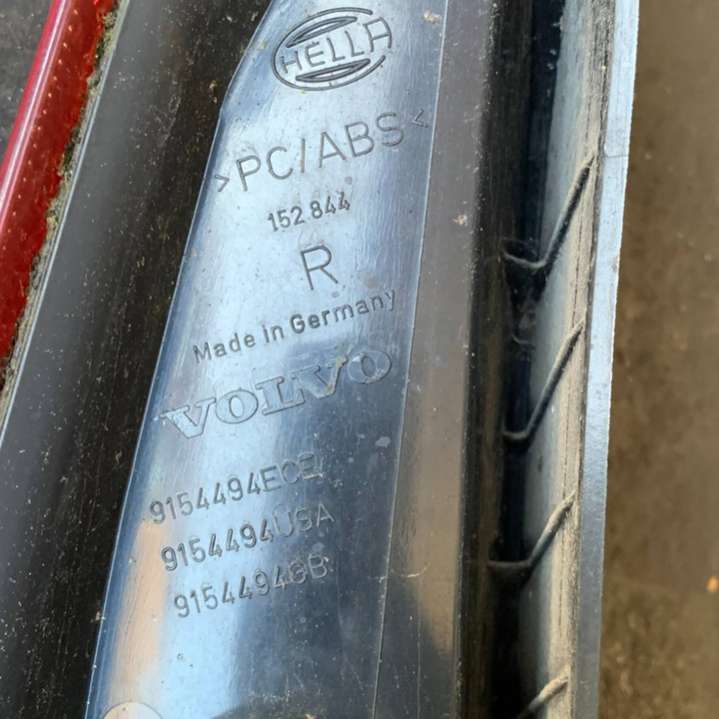 HELLA
>PC/ABS<
152 844
R
Made in Germany
VOLVO
9154494ECE
9154494USA
9154494GB